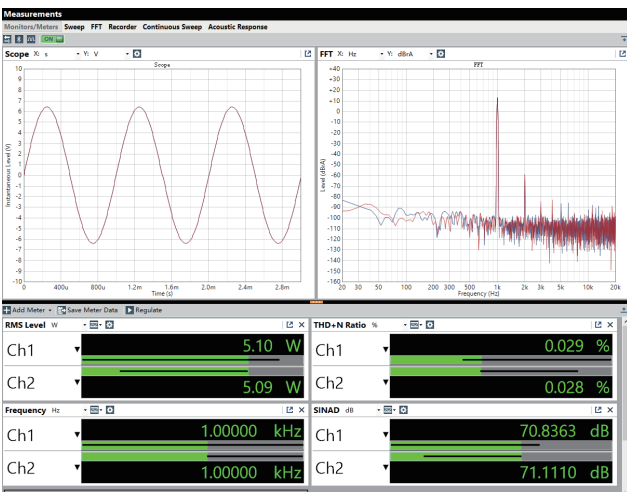 Measurements
Monitors/Meters Sweep FFT Recorder Continuous Sweep Acoustic Response
ON
Scope X: s Y: V
FFT X: Hz Y: dBrA
Scope
10
9
8
7
6
5
4
3
2
1
0
-1
-2
-3
-4
-5
-6
-7
-8
-9
-10
Instantaneous Level (V)
0 400u 800u 1.2m 1.6m 2.0m 2.4m 2.8m
Time (s)
FFT
+40
+30
+20
+10
0
-10
-20
-30
-40
-50
-60
-70
-80
-90
-100
-110
-120
-130
-140
-150
-160
Level (dBrA)
20 30 50 100 200 300 500 1k 2k 3k 5k 10k 20k
Frequency (Hz)
Add Meter Save Meter Data Regulate
RMS Level W
Ch1 5.10 W
Ch2 5.09 W
THD+N Ratio %
Ch1 0.029 %
Ch2 0.028 %
Frequency Hz
Ch1 1.00000 kHz
Ch2 1.00000 kHz
SINAD dB
Ch1 70.8363 dB
Ch2 71.1110 dB